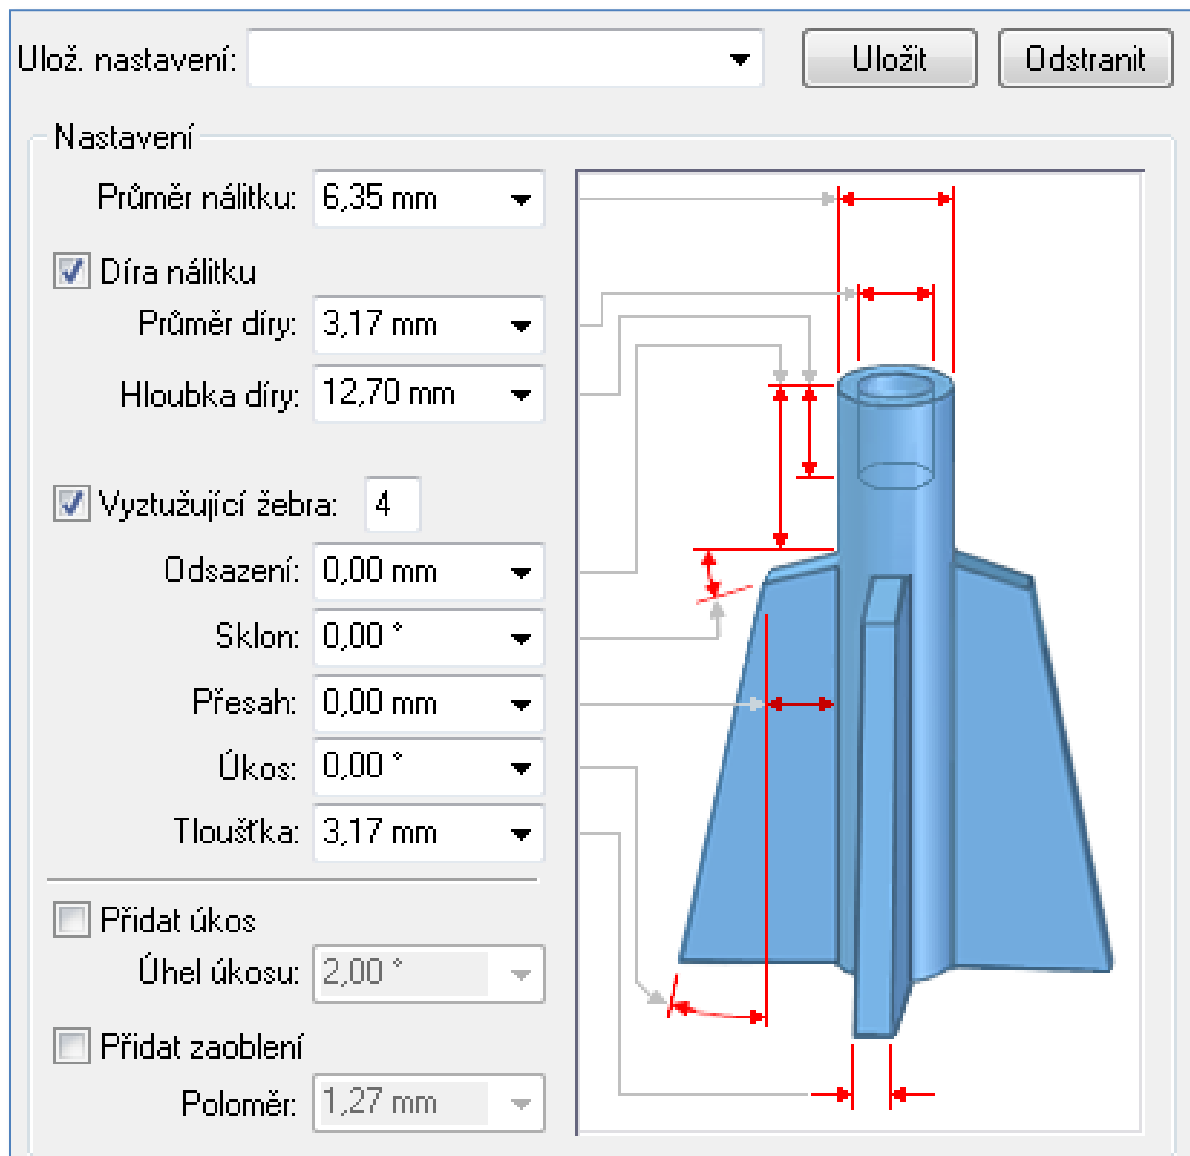 Ulož. nastavení: Uložit Odstranit
Nastavení
Průměr nálitku: 6,35 mm
Díra nálitku
Průměr díry: 3,17 mm
Hloubka díry: 12,70 mm
Vyztužující žebra: 4
Odsazení: 0,00 mm
Sklon: 0,00 °
Přesah: 0,00 mm
Úkos: 0,00 °
Tloušťka: 3,17 mm
Přidat úkos
Úhel úkosu: 2,00 °
Přidat zaoblení
Poloměr: 1,27 mm